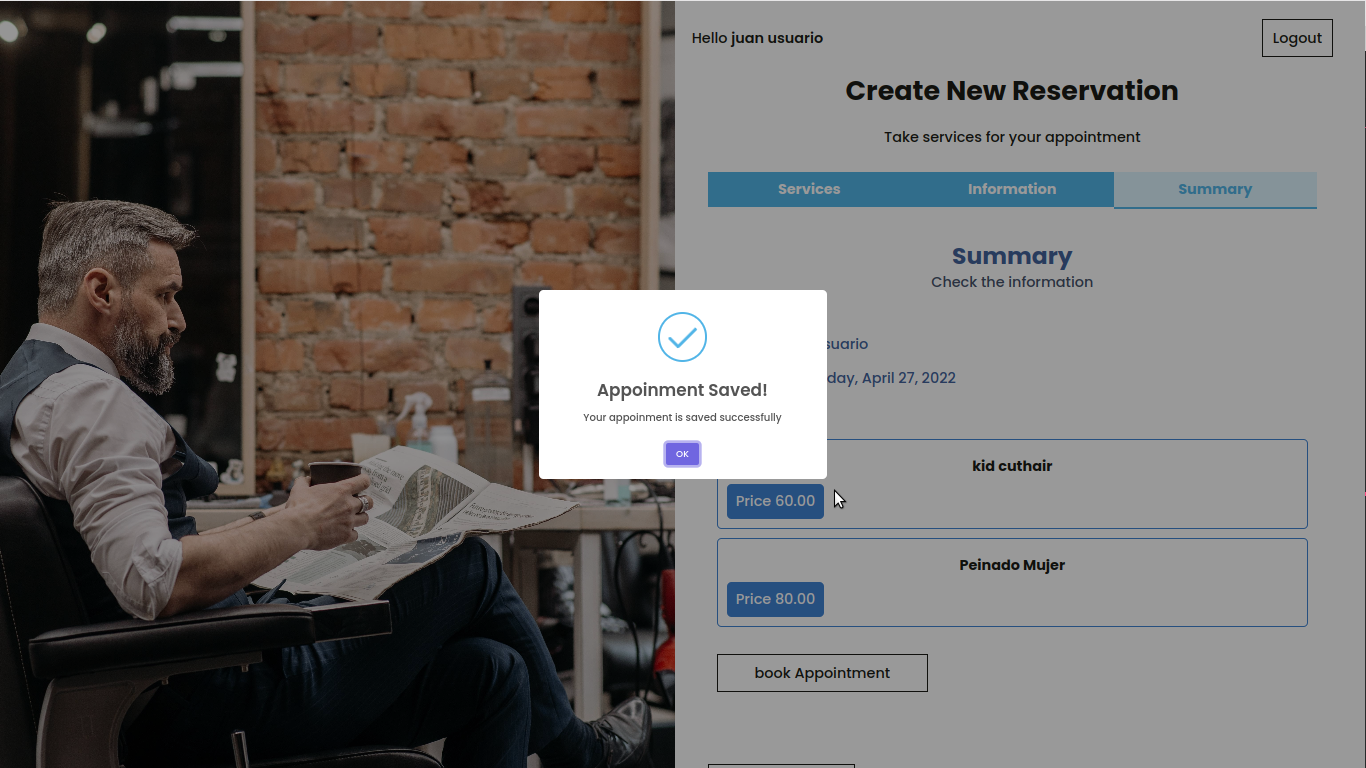 Hello juan usuario
Logout
Create New Reservation
Take services for your appointment
Services
Information
Summary
Summary
Check the information
suario
day, April 27, 2022
Appoinment Saved!
Your appoinment is saved successfully
OK
kid cuthair
Price 60.00
Peinado Mujer
Price 80.00
book Appointment